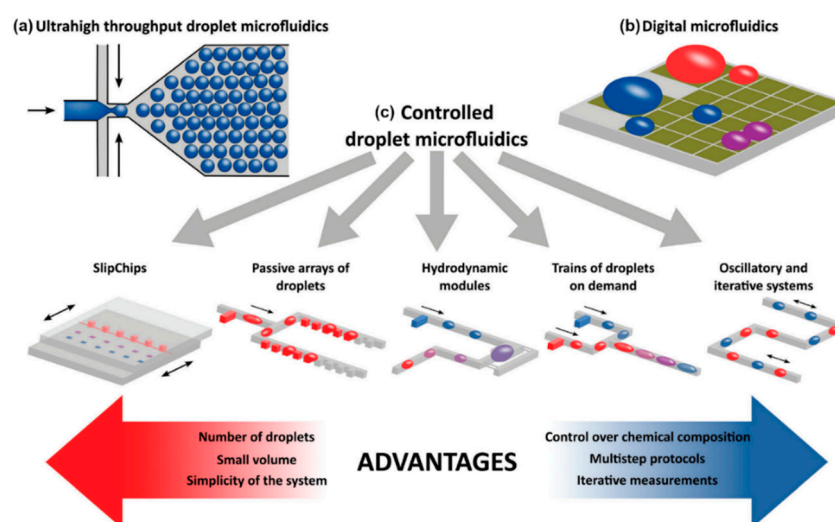 (a) Ultrahigh throughput droplet microfluidics
(b) Digital microfluidics
(c) Controlled
droplet microfluidics
SlipChips
Passive arrays of
droplets
Hydrodynamic
modules
Trains of droplets
on demand
Oscillatory and
iterative systems
Number of droplets
Small volume
Simplicity of the system
ADVANTAGES
Control over chemical composition
Multistep protocols
Iterative measurements